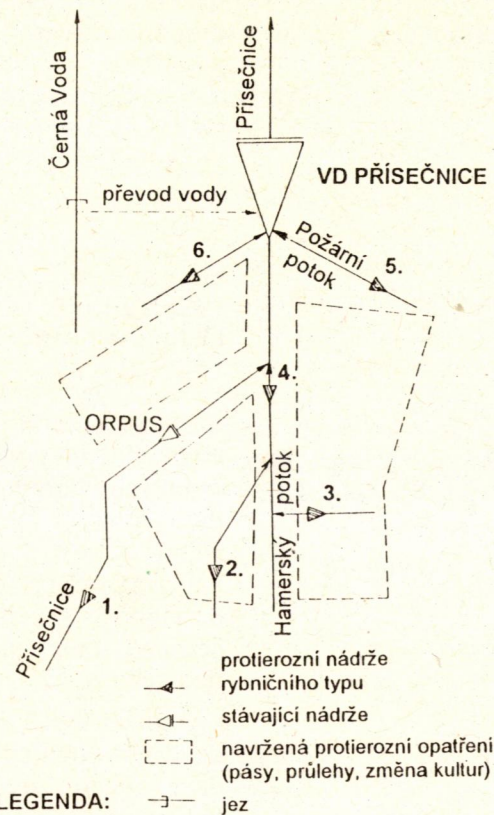 Černá Voda
Přísečnice
VD PŘÍSEČNICE
převod vody
6.
Požární
potok
5.
4.
ORPUS
Hamerský potok
3.
2.
1.
Přísečnice
protierozní nádrže
rybničního typu
stávající nádrže
navržená protierozní opatření
(pásy, průlehy, změna kultur)
LEGENDA:
jez